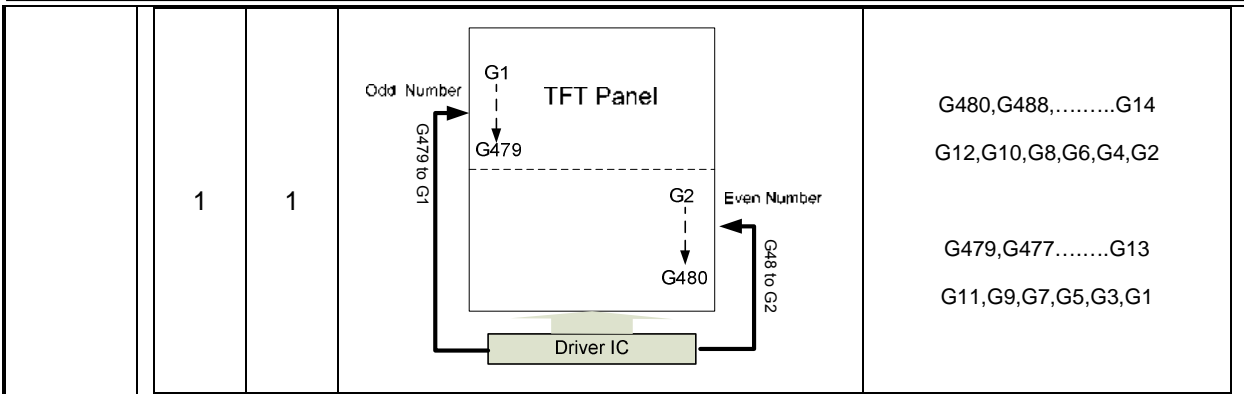 1
1
Odd Number
G479 to G1
G1
G479
TFT Panel
G2
G480
Even Number
G48 to G2
Driver IC
G480,G488,……..G14
G12,G10,G8,G6,G4,G2
G479,G477…....G13
G11,G9,G7,G5,G3,G1